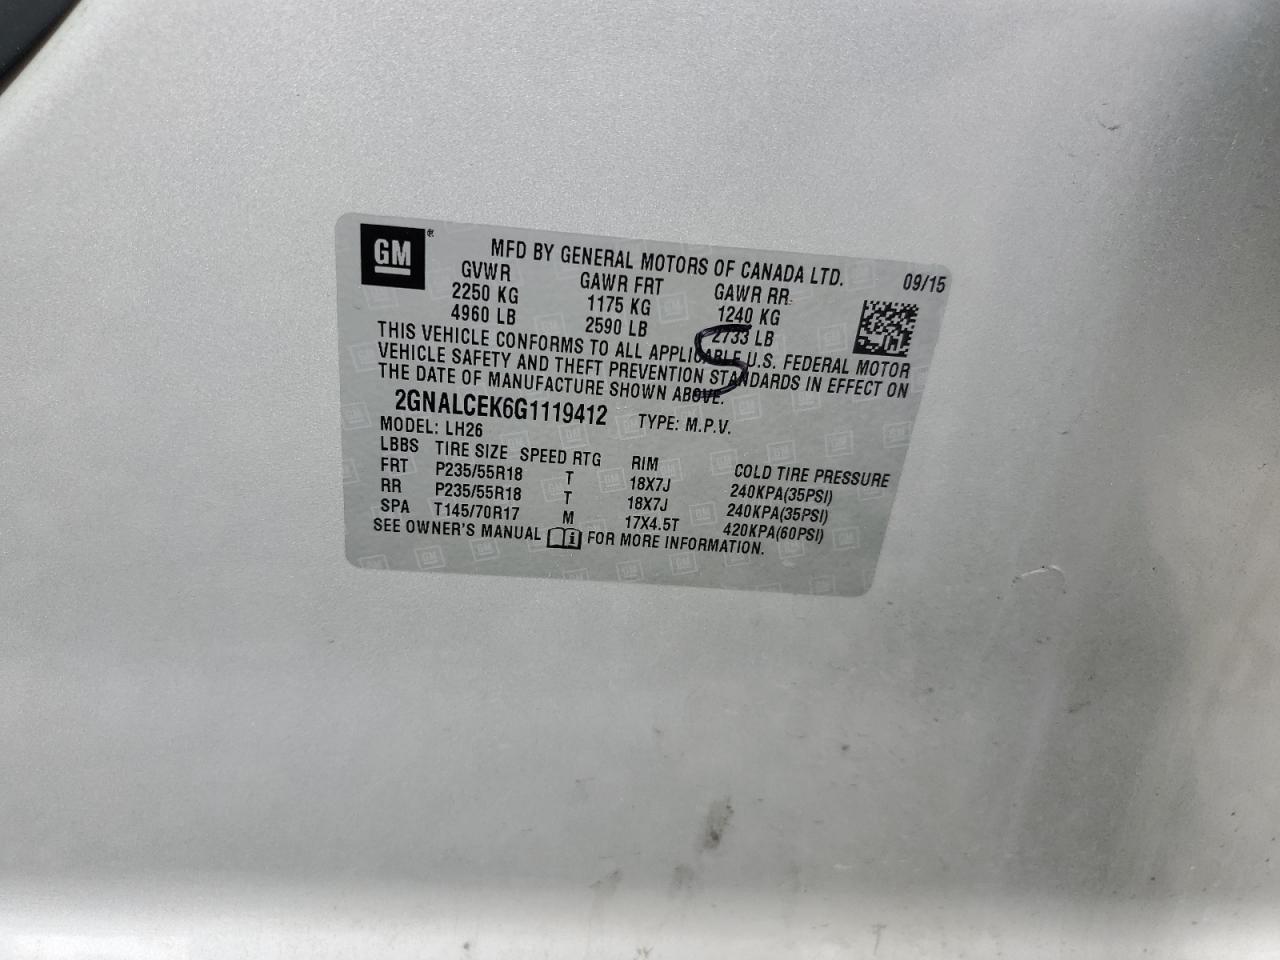 GM
MFD BY GENERAL MOTORS OF CANADA LTD. 09/15
GVWR GAWR FRT GAWR RR
2250 KG 1175 KG 1240 KG
4960 LB 2590 LB 2733 LB
THIS VEHICLE CONFORMS TO ALL APPLICABLE U.S. FEDERAL MOTOR
VEHICLE SAFETY AND THEFT PREVENTION STANDARDS IN EFFECT ON
THE DATE OF MANUFACTURE SHOWN ABOVE.
2GNALCEK6G1119412 TYPE: M.P.V.
MODEL: LH26
LBBS TIRE SIZE SPEED RTG RIM COLD TIRE PRESSURE
FRT P235/55R18 T 18X7J 240KPA(35PSI)
RR P235/55R18 T 18X7J 240KPA(35PSI)
SPA T145/70R17 M 17X4.5T 420KPA(60PSI)
SEE OWNER'S MANUAL i FOR MORE INFORMATION.